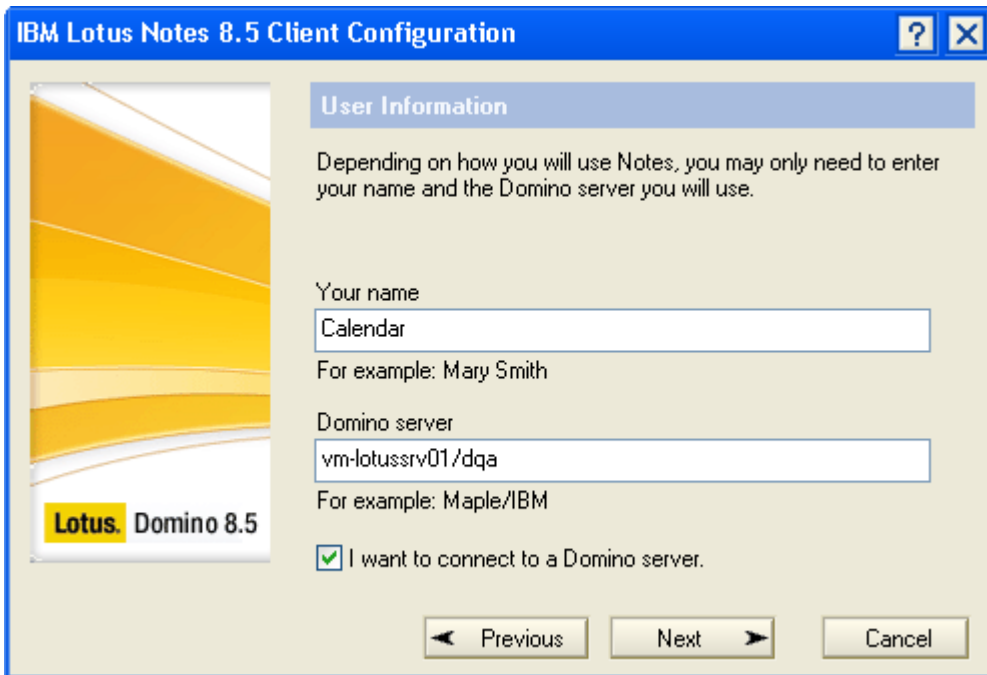 IBM Lotus Notes 8.5 Client Configuration
User Information
Depending on how you will use Notes, you may only need to enter
your name and the Domino server you will use.
Your name
Calendar
For example: Mary Smith
Domino server
vm-lotussrv01/dqa
For example: Maple/IBM
Lotus. Domino 8.5
I want to connect to a Domino server.
Previous Next Cancel